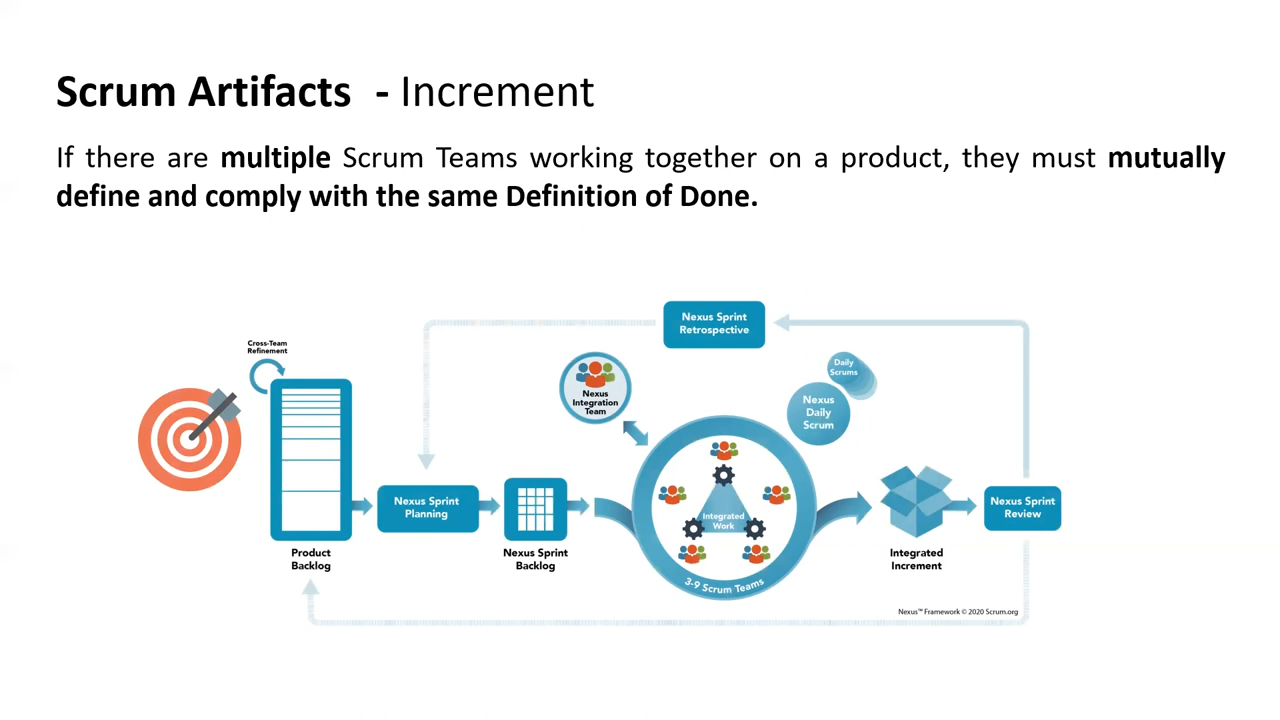 Scrum Artifacts - Increment
If there are multiple Scrum Teams working together on a product, they must mutually
define and comply with the same Definition of Done.
Nexus Sprint
Retrospective
Cross-Team
Refinement
Daily
Scrums
Nexus
Integration
Team
Nexus
Daily
Scrum
Nexus Sprint
Planning
Integrated
Work
Nexus Sprint
Review
Product
Backlog
Nexus Sprint
Backlog
Integrated
Increment
3-9 Scrum Teams
Nexus™ Framework © 2020 Scrum.org